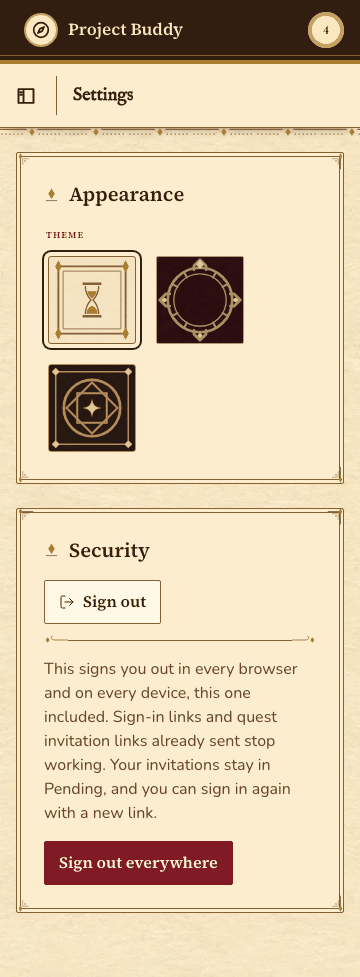 Project Buddy
4
Settings
Appearance
THEME
Security
Sign out
This signs you out in every browser
and on every device, this one
included. Sign-in links and quest
invitation links already sent stop
working. Your invitations stay in
Pending, and you can sign in again
with a new link.
Sign out everywhere